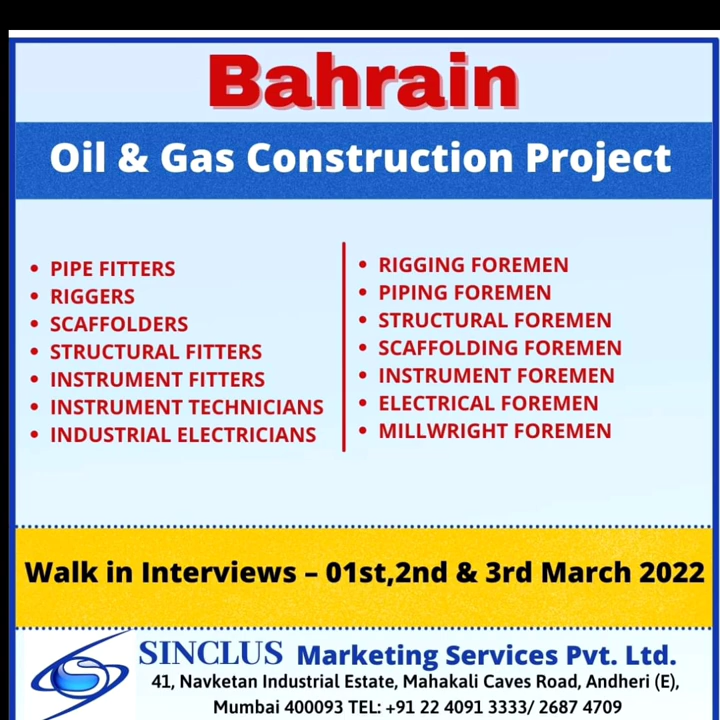 Bahrain
Oil & Gas Construction Project
• PIPE FITTERS
• RIGGERS
• SCAFFOLDERS
• STRUCTURAL FITTERS
• INSTRUMENT FITTERS
• INSTRUMENT TECHNICIANS
• INDUSTRIAL ELECTRICIANS
• RIGGING FOREMEN
• PIPING FOREMEN
• STRUCTURAL FOREMEN
• SCAFFOLDING FOREMEN
• INSTRUMENT FOREMEN
• ELECTRICAL FOREMEN
• MILLWRIGHT FOREMEN
Walk in Interviews – 01st,2nd & 3rd March 2022
SINCLUS Marketing Services Pvt. Ltd.
41, Navketan Industrial Estate, Mahakali Caves Road, Andheri (E),
Mumbai 400093 TEL: +91 22 4091 3333/ 2687 4709